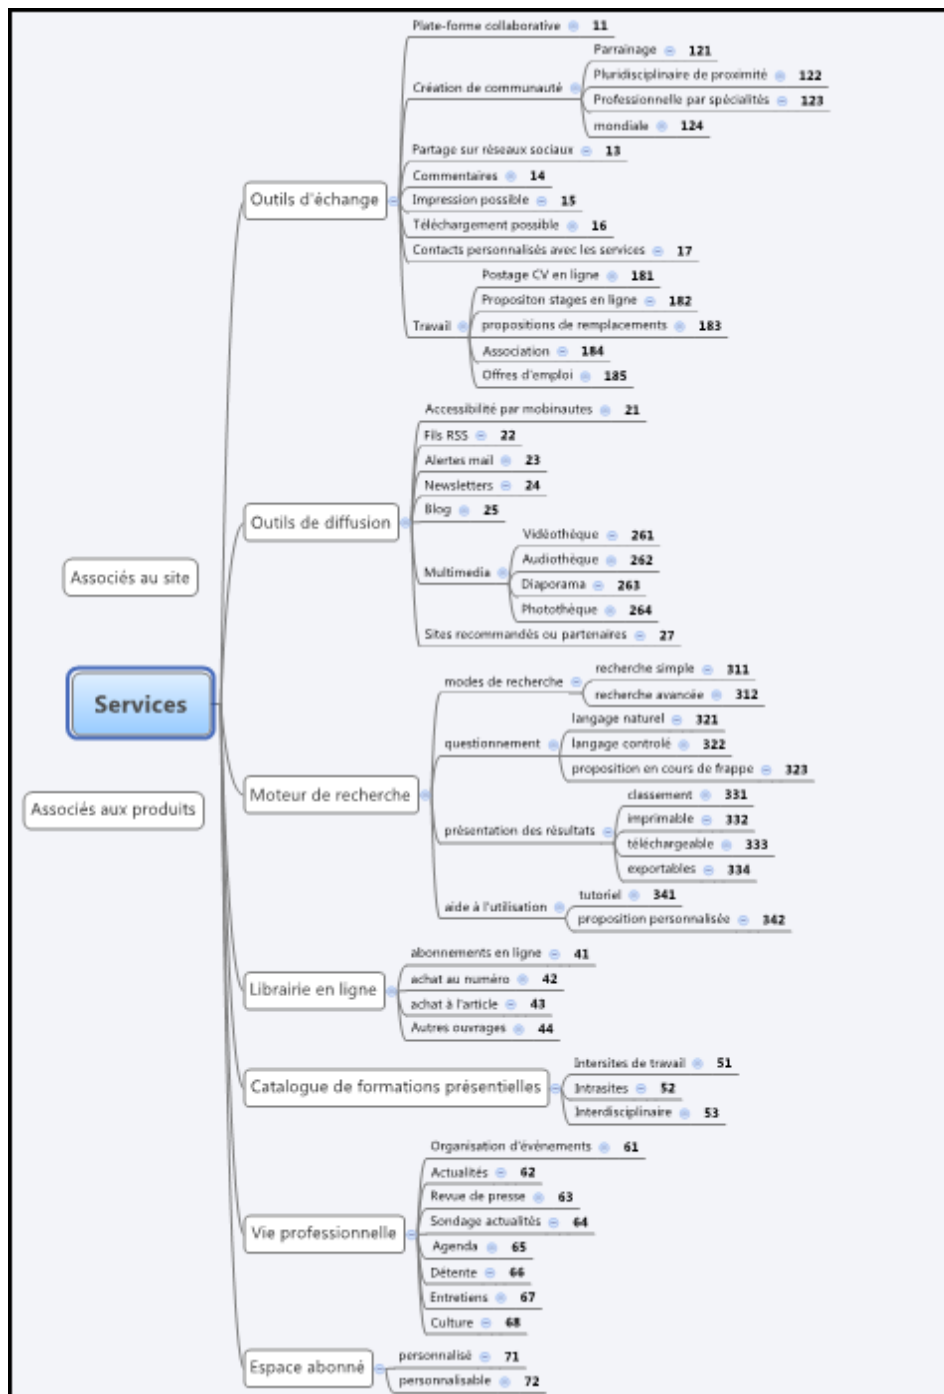 Plate-forme collaborative 11
Parrainage 121
Pluridisciplinaire de proximité 122
Création de communauté
Professionnelle par spécialités 123
mondiale 124
Partage sur réseaux sociaux 13
Commentaires 14
Outils d'échange
Impression possible 15
Téléchargement possible 16
Contacts personnalisés avec les services 17
Postage CV en ligne 181
Propositon stages en ligne 182
Travail
propositions de remplacements 183
Association 184
Offres d'emploi 185
Accessibilité par mobinautes 21
Fils RSS 22
Alertes mail 23
Newsletters 24
Blog 25
Outils de diffusion
Vidéothèque 261
Audiothèque 262
Multimedia
Diaporama 263
Photothèque 264
Sites recommandés ou partenaires 27
Associés au site
Services
Associés aux produits
modes de recherche
recherche simple 311
recherche avancée 312
questionnement
langage naturel 321
langage controlé 322
proposition en cours de frappe 323
Moteur de recherche
classement 331
imprimable 332
présentation des résultats
téléchargeable 333
exportables 334
aide à l'utilisation
tutoriel 341
proposition personnalisée 342
abonnements en ligne 41
achat au numéro 42
Librairie en ligne
achat à l'article 43
Autres ouvrages 44
Intersites de travail 51
Catalogue de formations présentielles
Intrasites 52
Interdisciplinaire 53
Organisation d'événements 61
Actualités 62
Revue de presse 63
Sondage actualités 64
Vie professionnelle
Agenda 65
Détente 66
Entretiens 67
Culture 68
Espace abonné
personnalisé 71
personnalisable 72